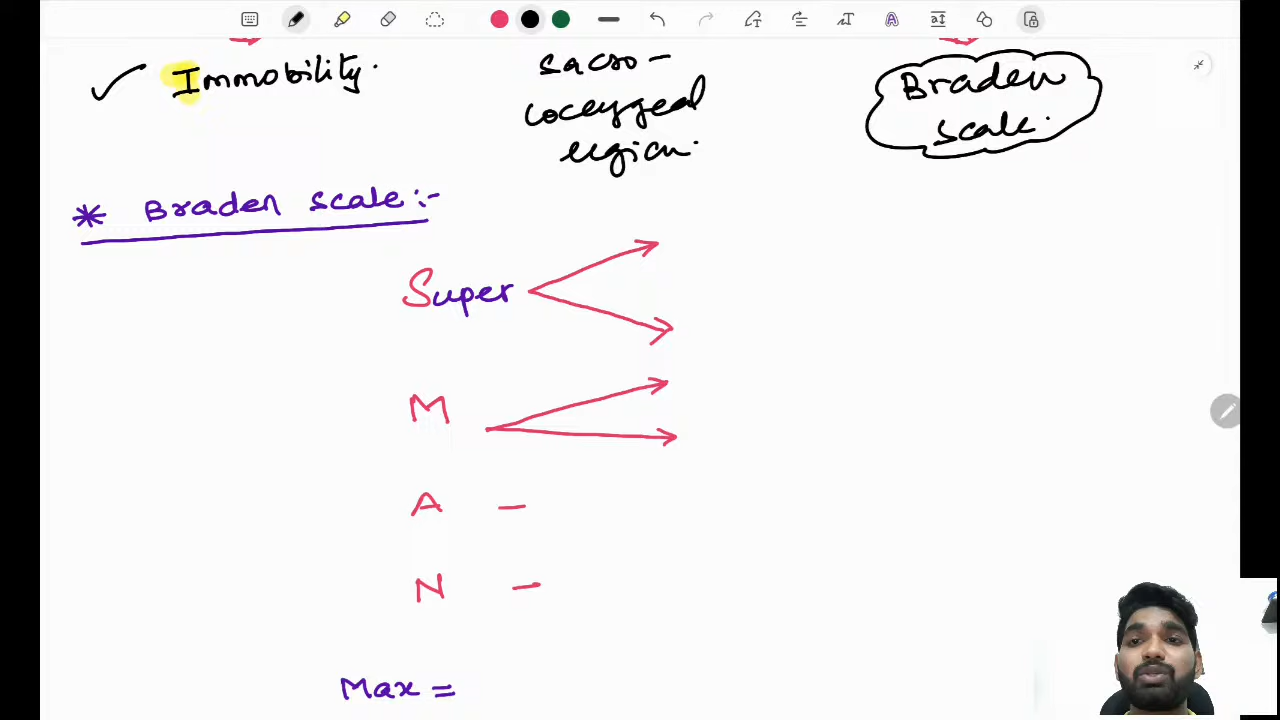 ✓ Immobility.
sacro-
coccygeal
region.
Braden
scale.
* Braden scale:-
Super
M
A -
N -
Max =